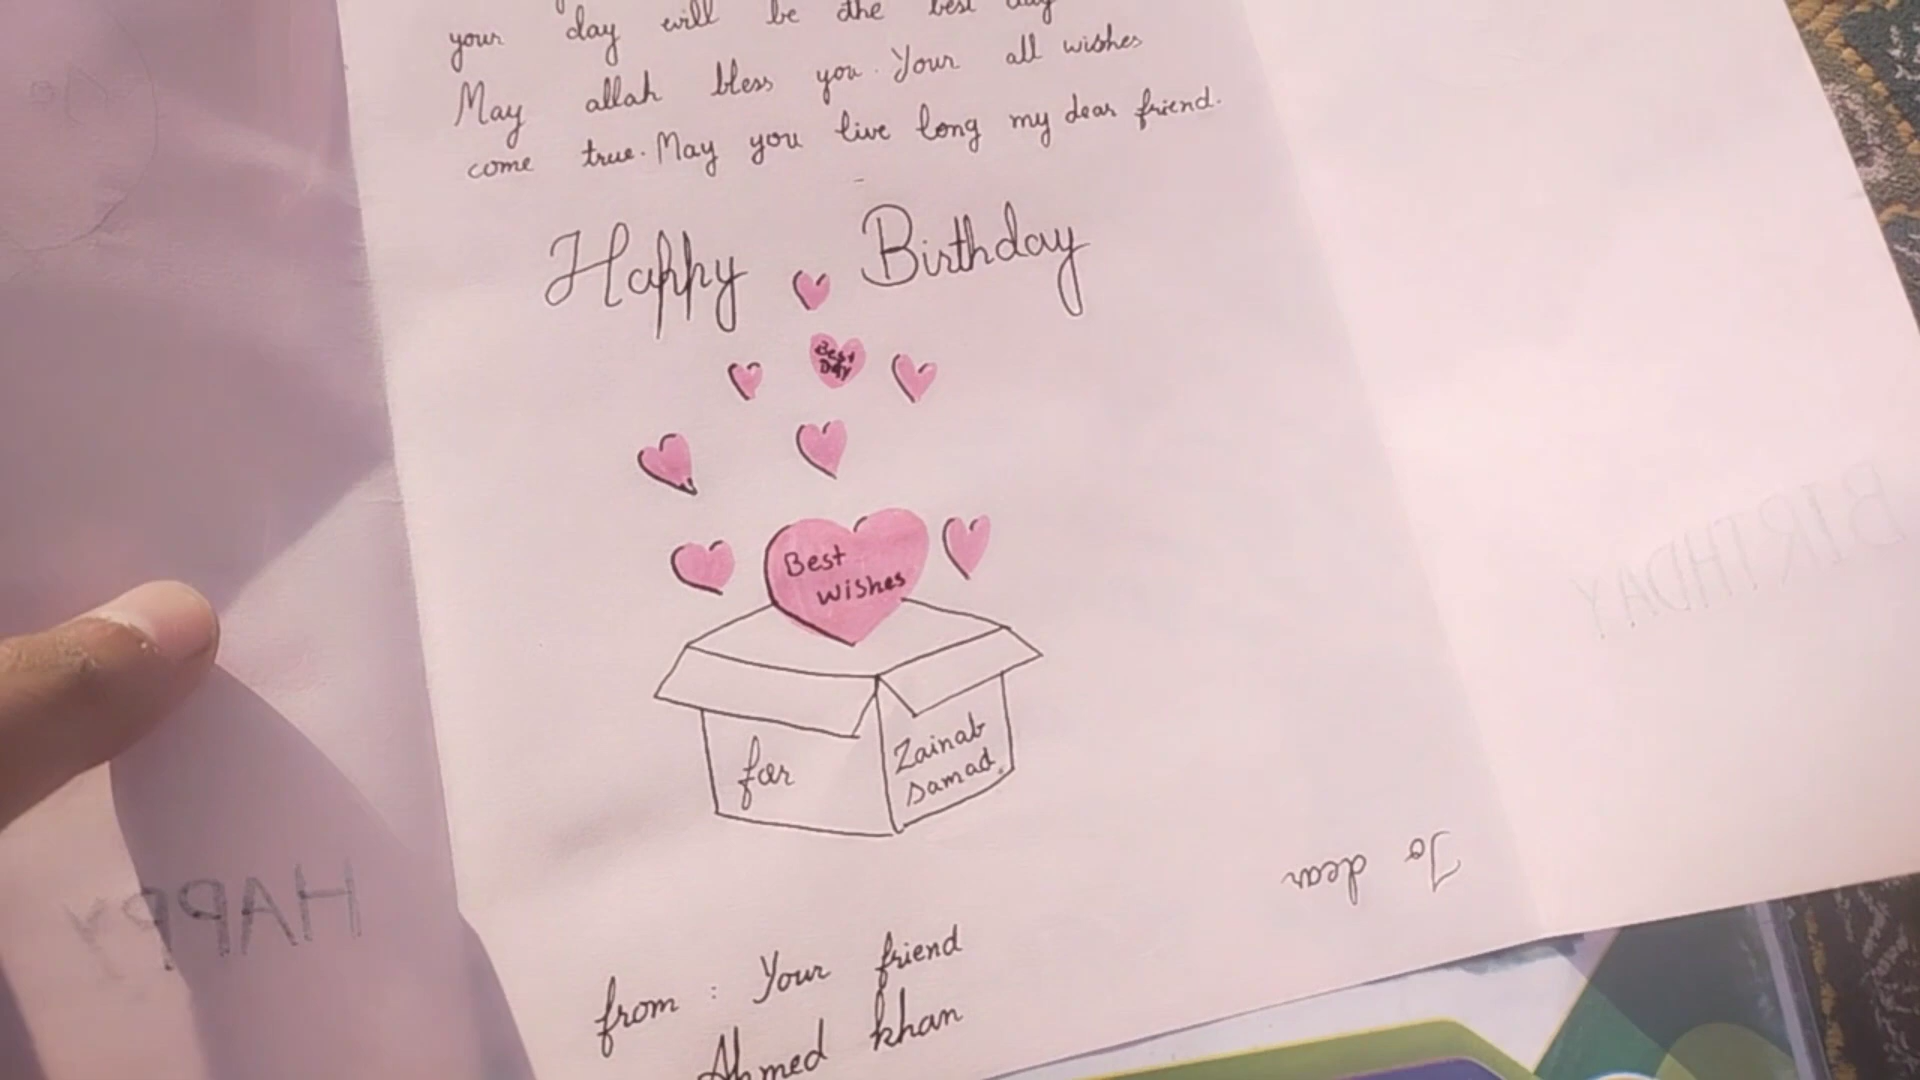 your day will be the best day
May allah bless you. Your all wishes
come true. May you live long my dear friend.
Happy Birthday
Best
Day
Best
wishes
for
Zainab
samad.
To dear
from : Your friend
Ahmed khan
HAPPY
BIRTHDAY